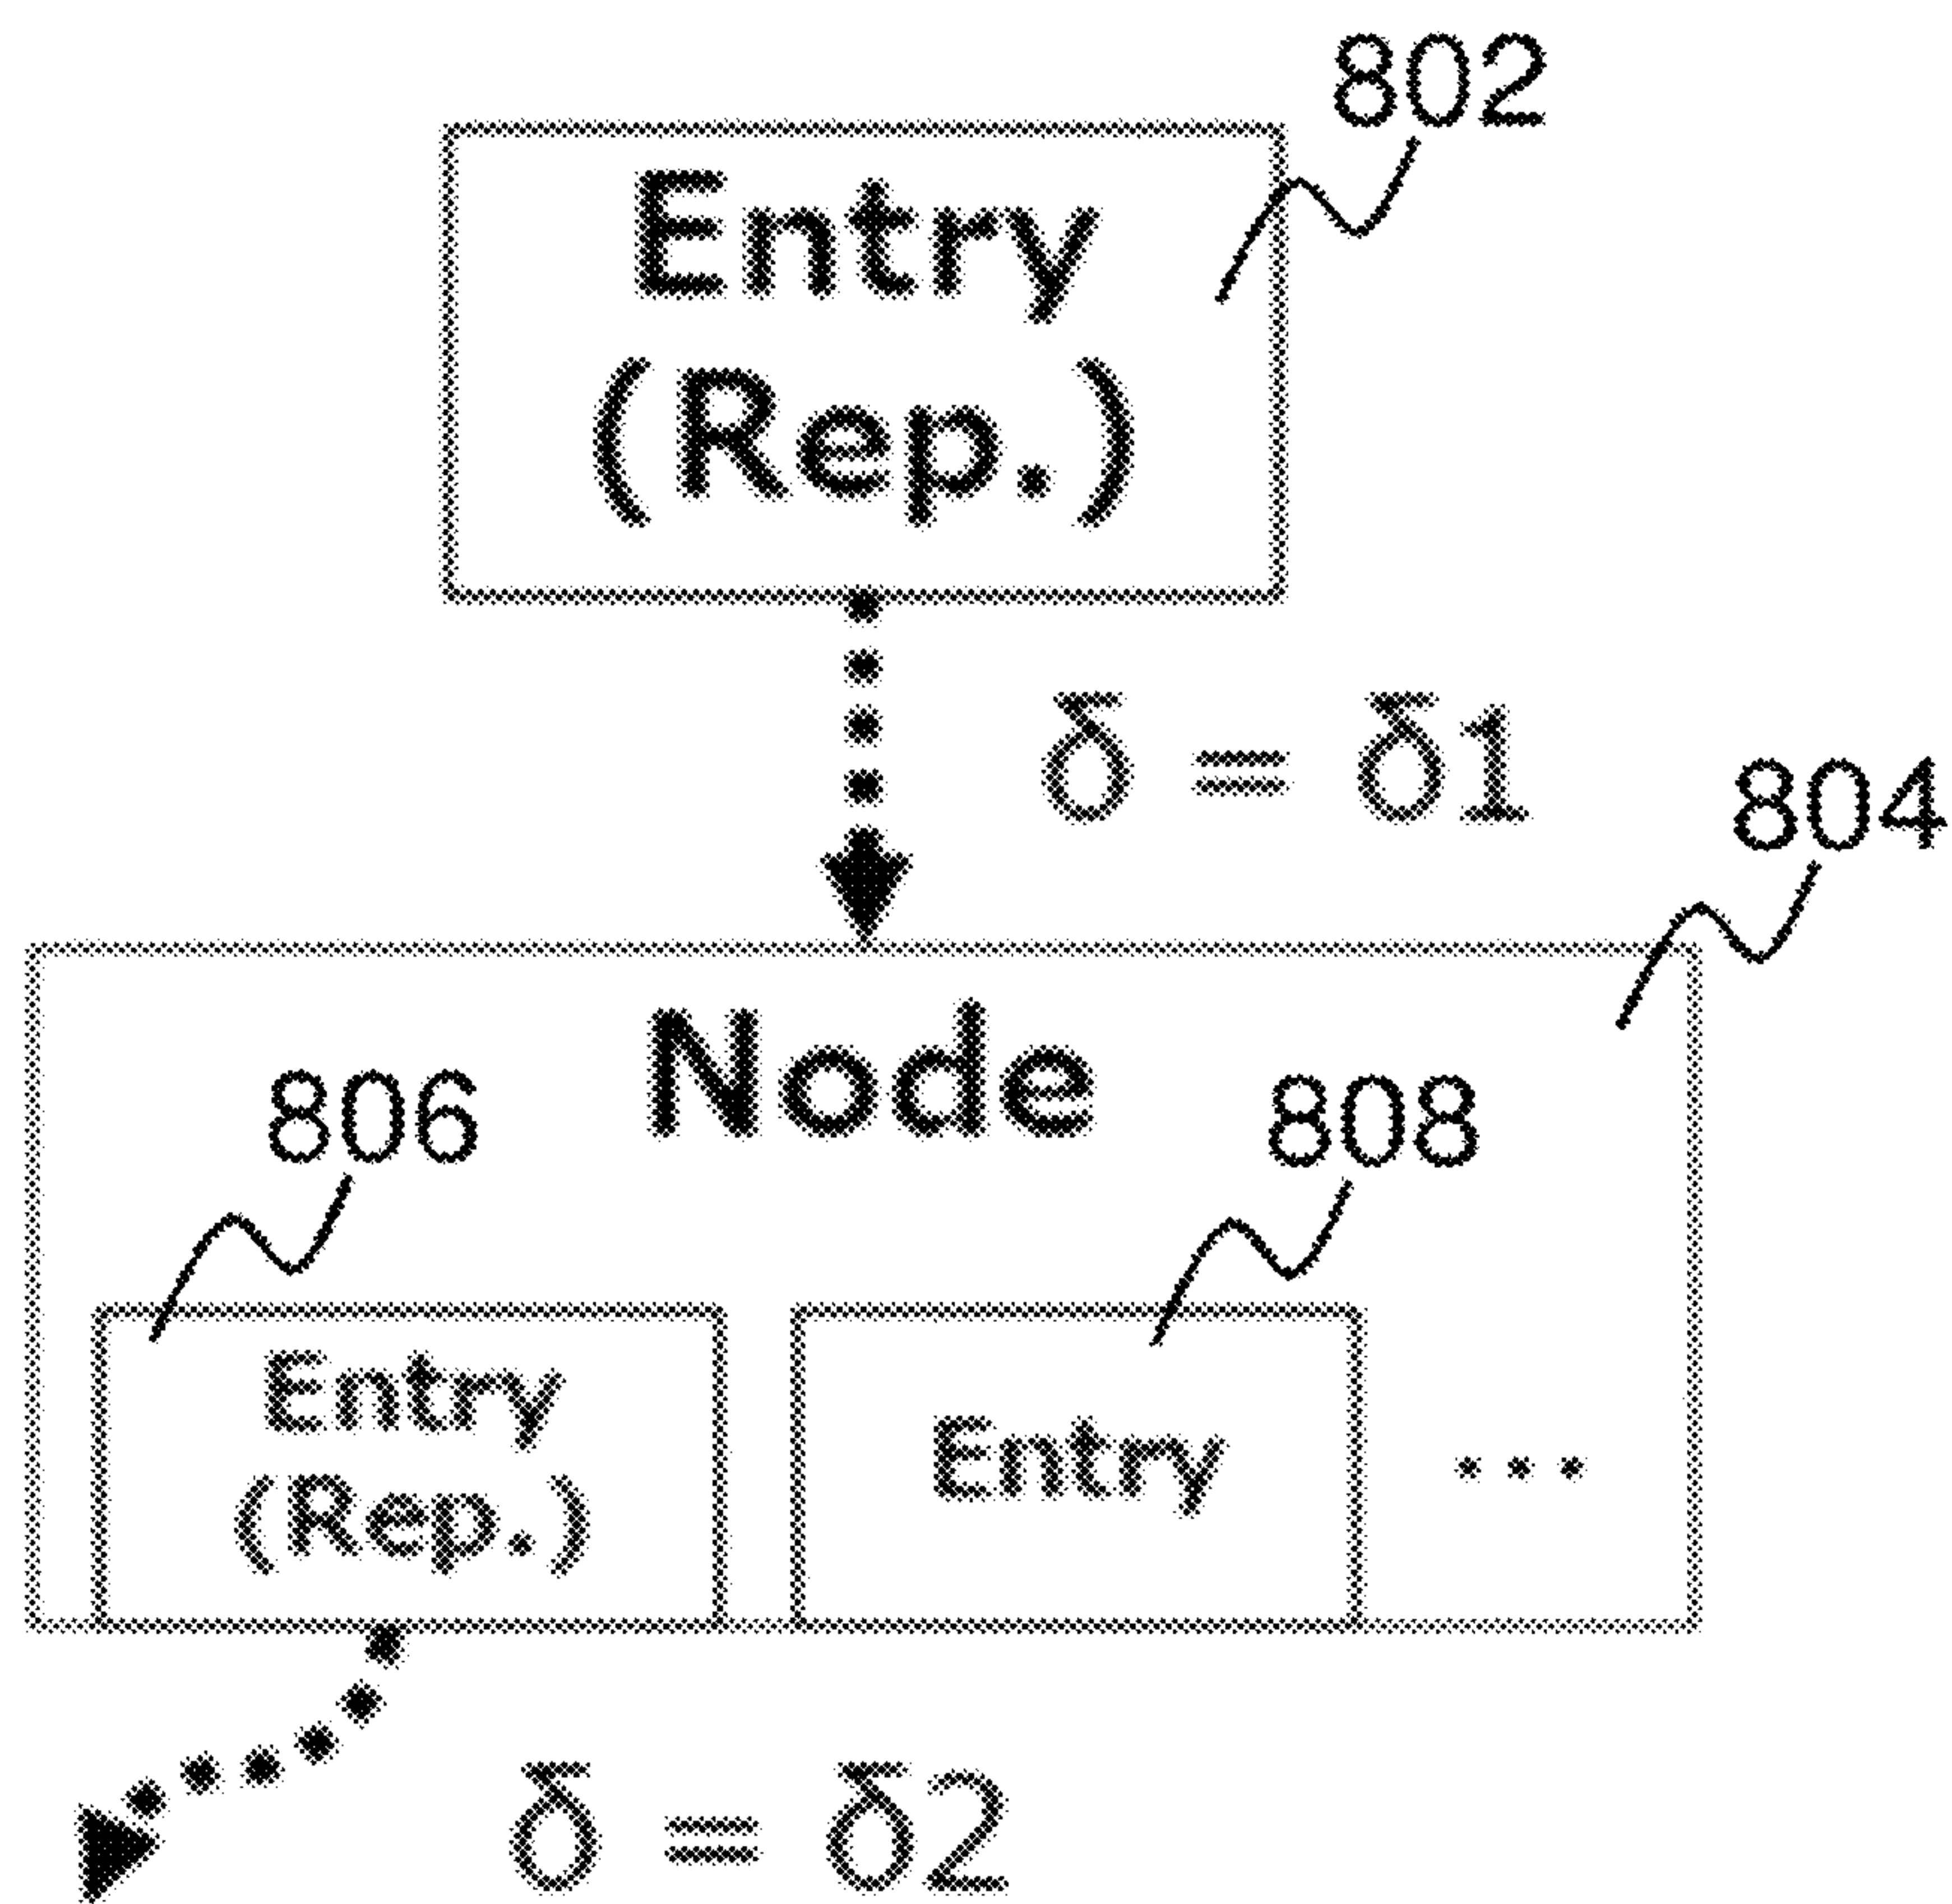 802
Entry
(Rep.)
δ = δ1
804
Node
806
808
Entry
(Rep.)
Entry
...
δ = δ2